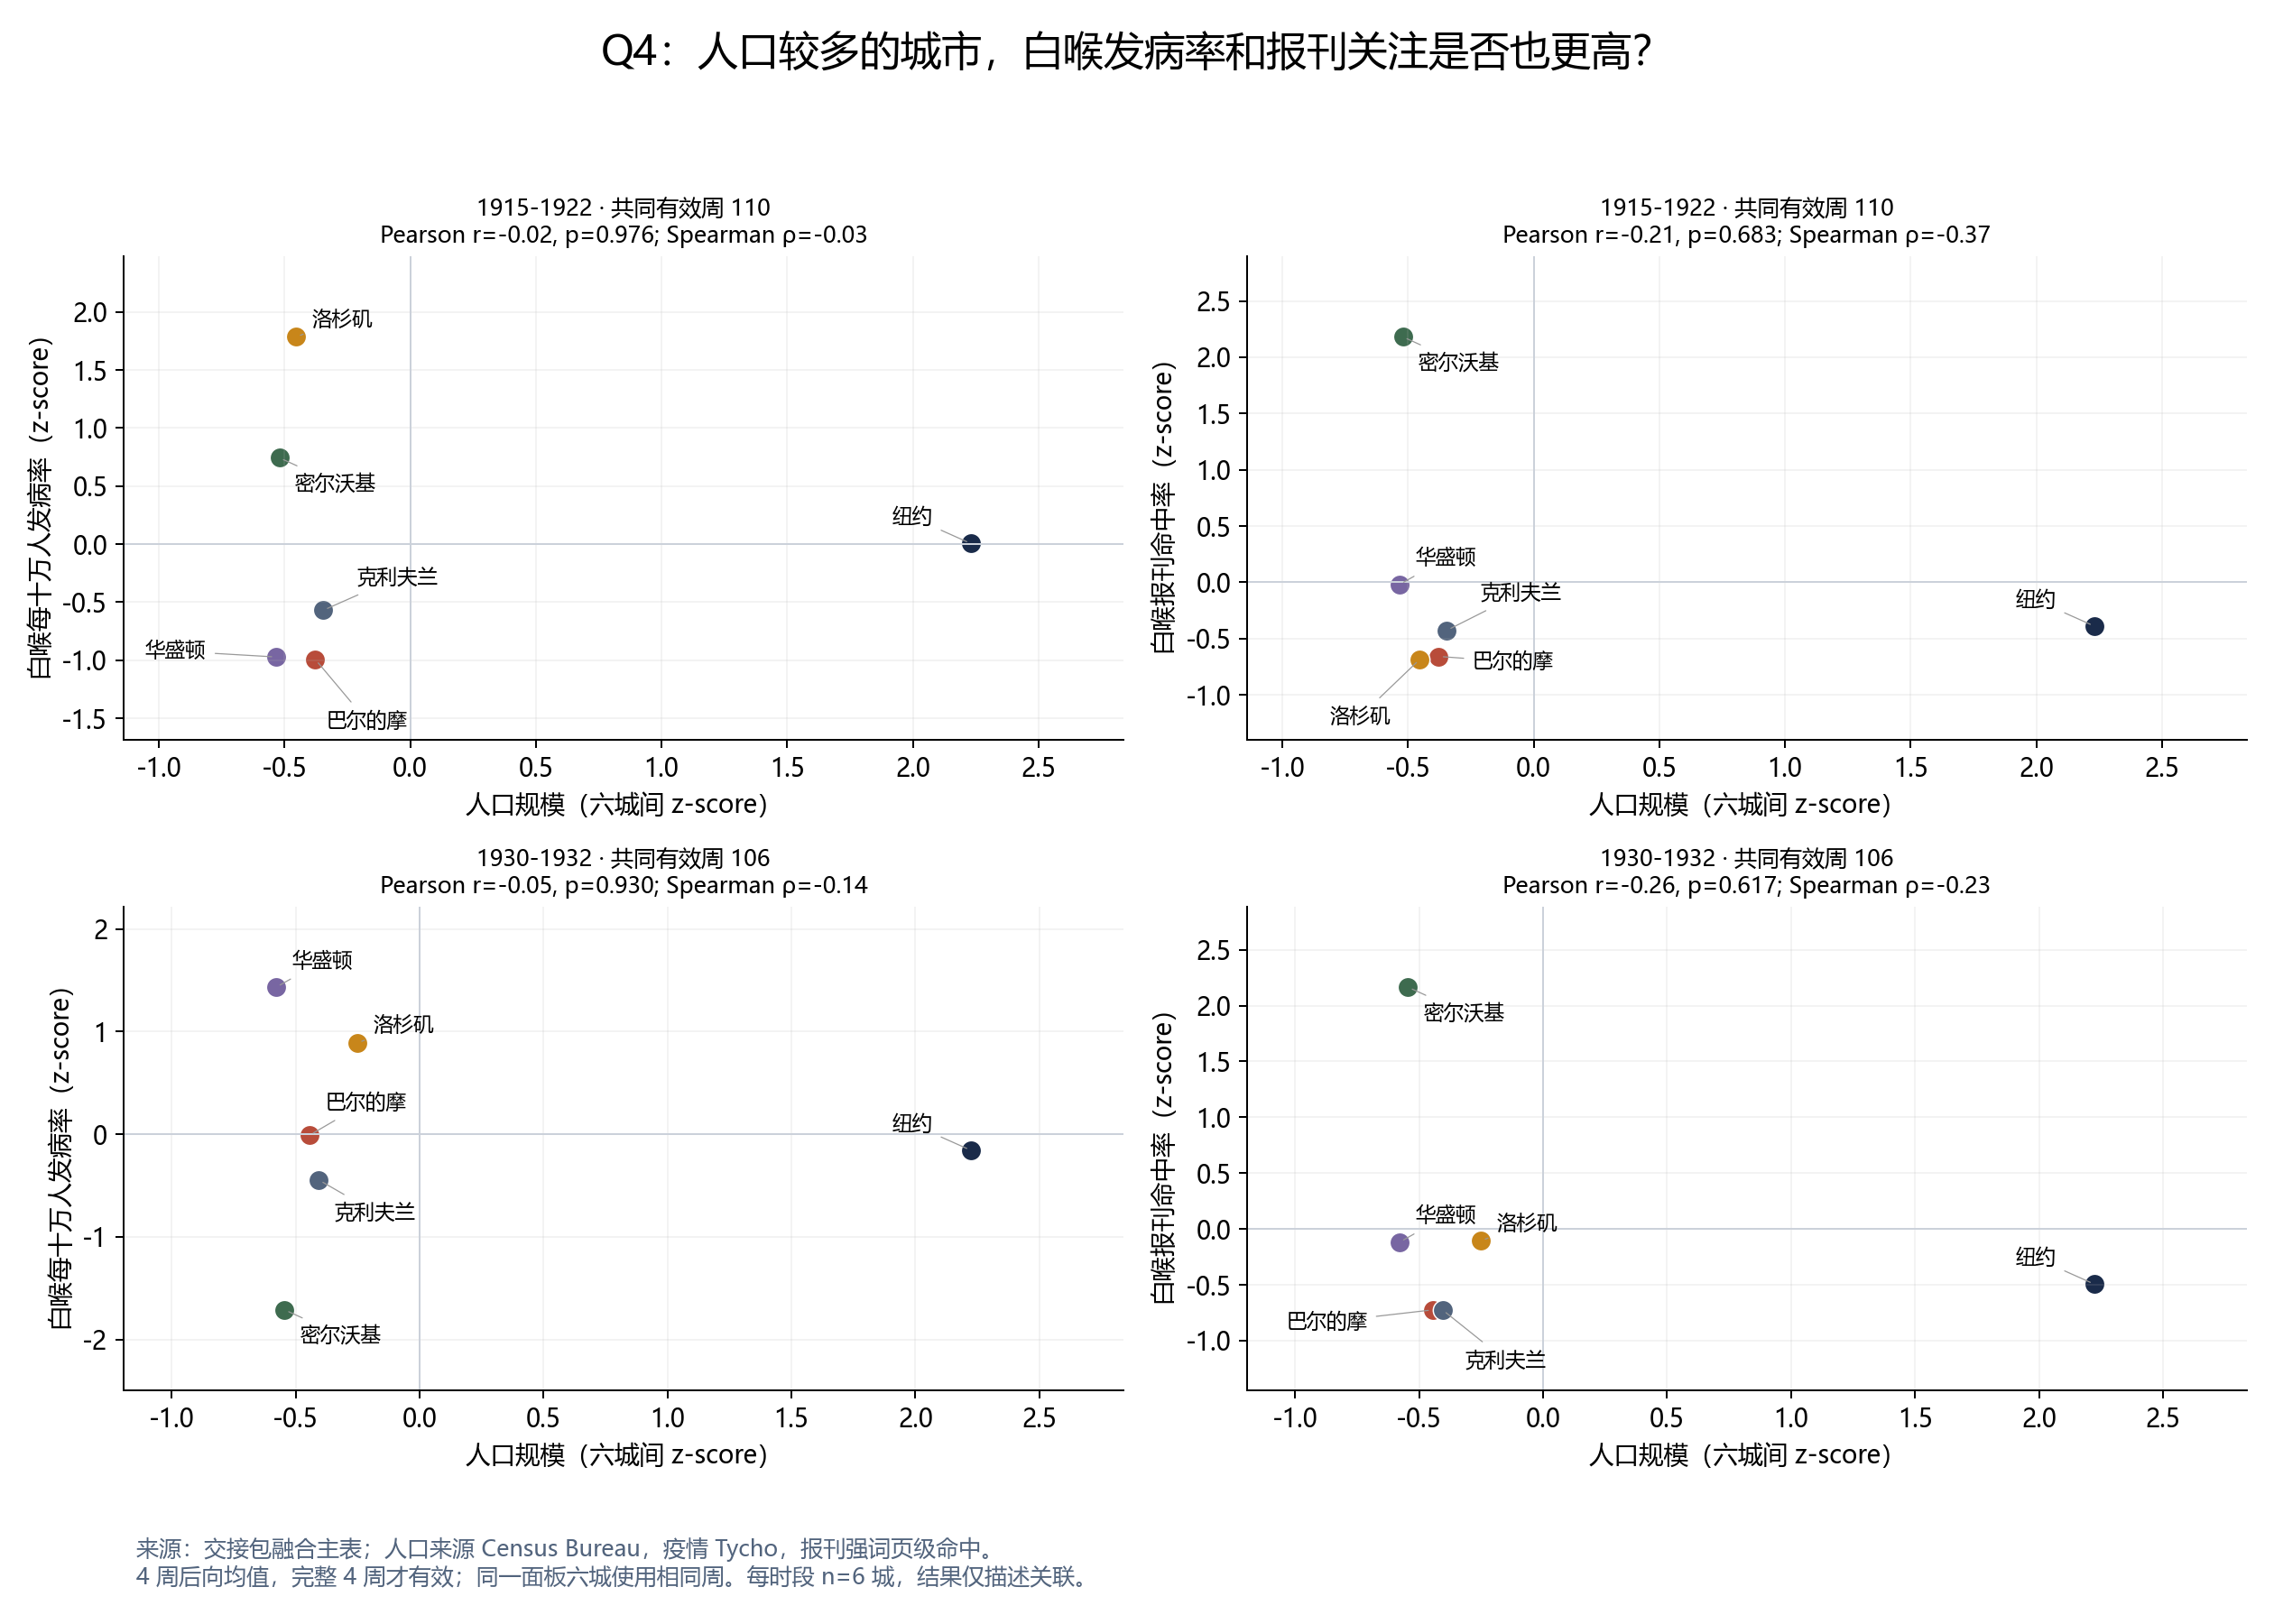 Q4：人口较多的城市，白喉发病率和报刊关注是否也更高？
1915-1922 · 共同有效周 110
Pearson r=-0.02, p=0.976; Spearman ρ=-0.03
白喉每十万人发病率（z-score）
2.0
1.5
1.0
0.5
0.0
-0.5
-1.0
-1.5
洛杉矶
密尔沃基
纽约
克利夫兰
华盛顿
巴尔的摩
-1.0 -0.5 0.0 0.5 1.0 1.5 2.0 2.5
人口规模（六城间 z-score）
1915-1922 · 共同有效周 110
Pearson r=-0.21, p=0.683; Spearman ρ=-0.37
白喉报刊命中率（z-score）
2.5
2.0
1.5
1.0
0.5
0.0
-0.5
-1.0
密尔沃基
华盛顿
克利夫兰
纽约
巴尔的摩
洛杉矶
-1.0 -0.5 0.0 0.5 1.0 1.5 2.0 2.5
人口规模（六城间 z-score）
1930-1932 · 共同有效周 106
Pearson r=-0.05, p=0.930; Spearman ρ=-0.14
白喉每十万人发病率（z-score）
2
1
0
-1
-2
华盛顿
洛杉矶
巴尔的摩
纽约
克利夫兰
密尔沃基
-1.0 -0.5 0.0 0.5 1.0 1.5 2.0 2.5
人口规模（六城间 z-score）
1930-1932 · 共同有效周 106
Pearson r=-0.26, p=0.617; Spearman ρ=-0.23
白喉报刊命中率（z-score）
2.5
2.0
1.5
1.0
0.5
0.0
-0.5
-1.0
密尔沃基
华盛顿
洛杉矶
纽约
巴尔的摩
克利夫兰
-1.0 -0.5 0.0 0.5 1.0 1.5 2.0 2.5
人口规模（六城间 z-score）
来源：交接包融合主表；人口来源 Census Bureau，疫情 Tycho，报刊强词页级命中。
4 周后向均值，完整 4 周才有效；同一面板六城使用相同周。每时段 n=6 城，结果仅描述关联。